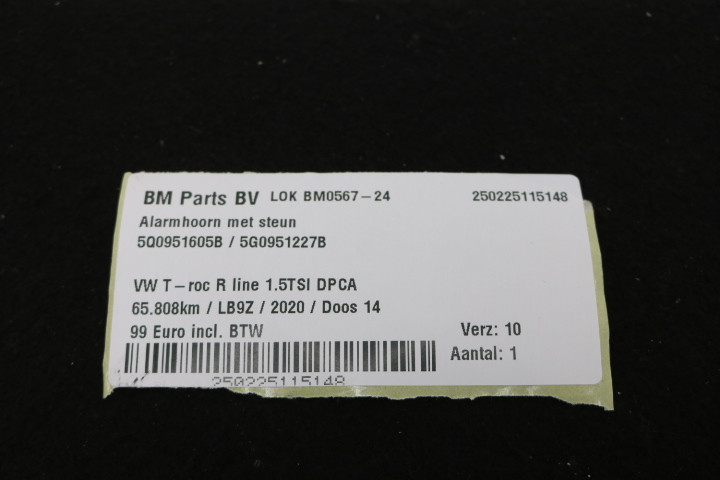 BM Parts BV LOK BM0567-24 250225115148
Alarmhoorn met steun
5Q0951605B / 5G0951227B
VW T-roc R line 1.5TSI DPCA
65.808km / LB9Z / 2020 / Doos 14
99 Euro incl. BTW Verz: 10
Aantal: 1
250225115148